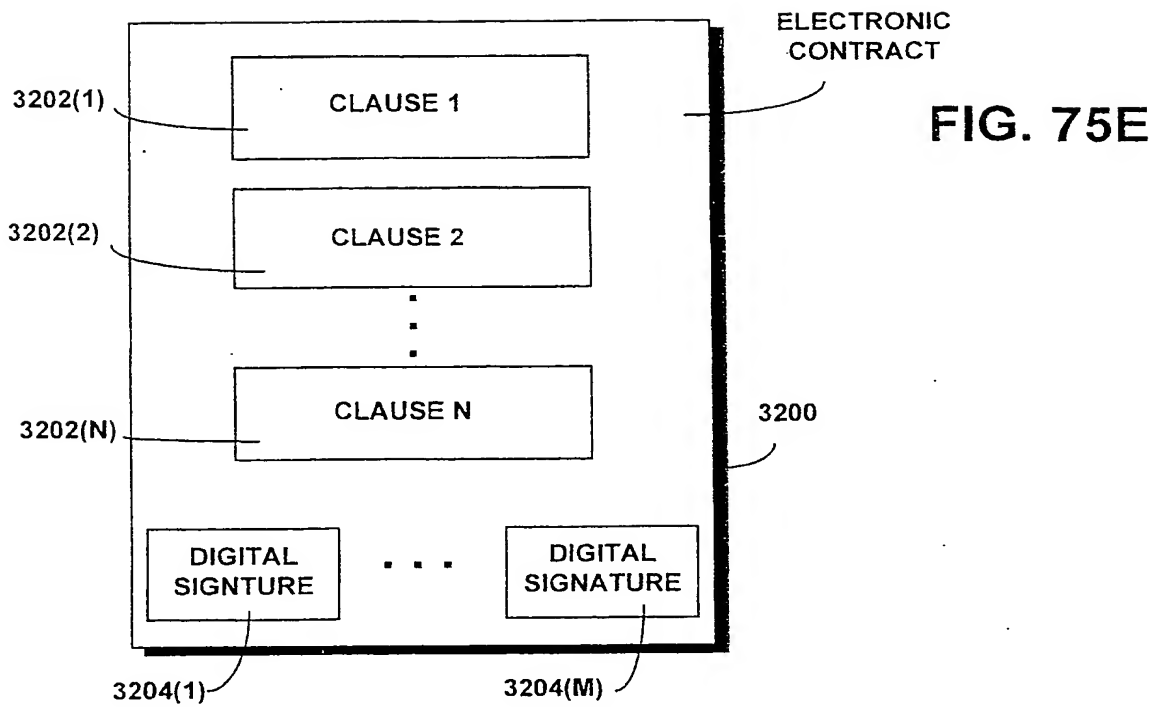 ELECTRONIC
CONTRACT
FIG. 75E
3202(1)
CLAUSE 1
3202(2)
CLAUSE 2
3202(N)
CLAUSE N
3200
DIGITAL
SIGNTURE
DIGITAL
SIGNATURE
3204(1)
3204(M)